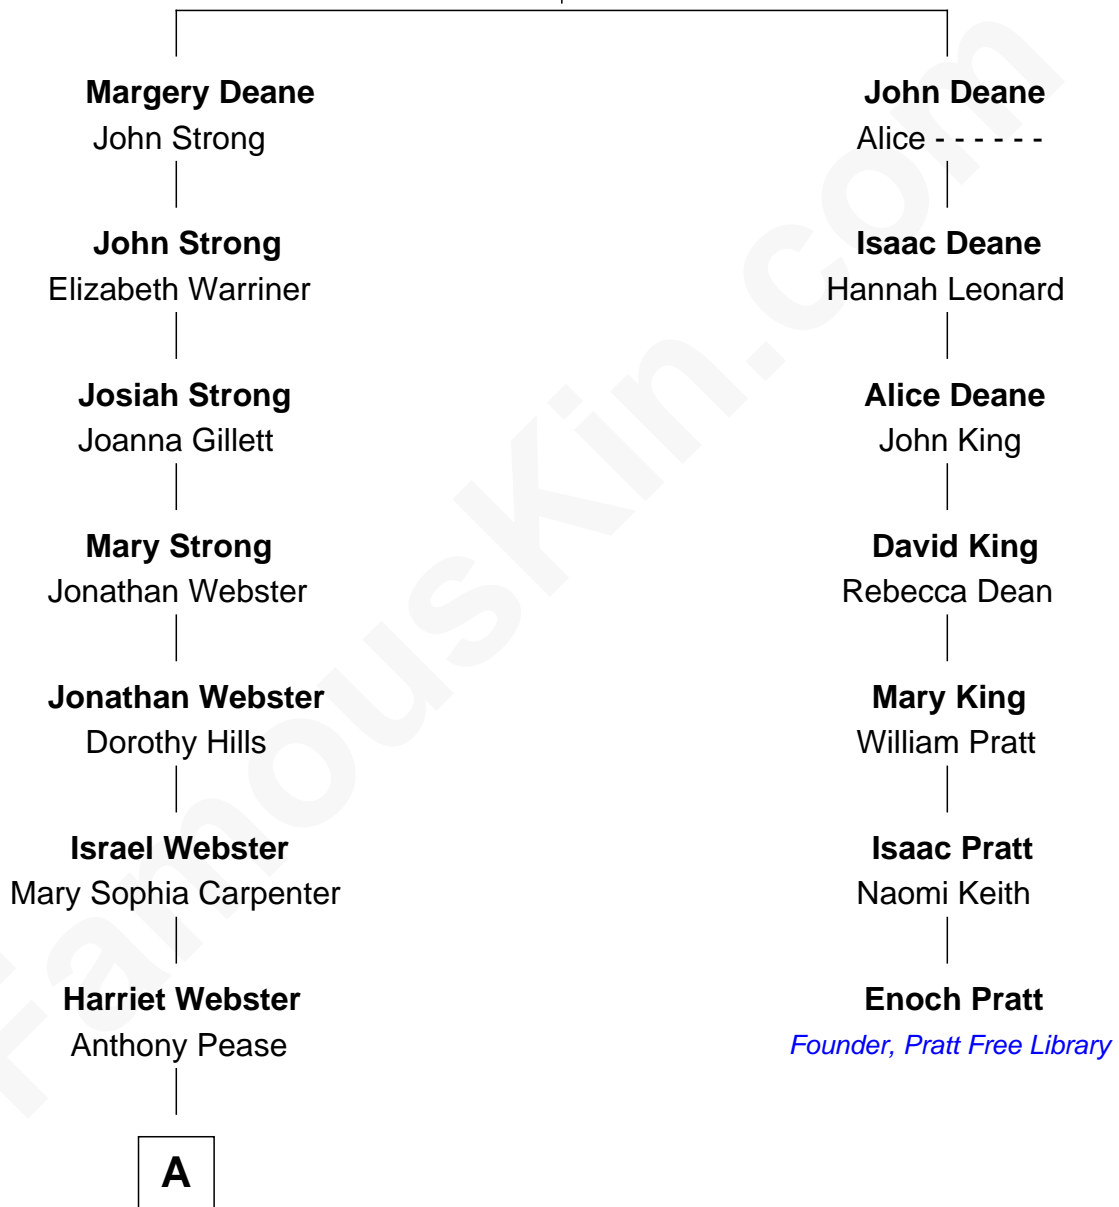 Margery Deane
John Strong
John Strong
Elizabeth Warriner
Josiah Strong
Joanna Gillett
Mary Strong
Jonathan Webster
Jonathan Webster
Dorothy Hills
Israel Webster
Mary Sophia Carpenter
Harriet Webster
Anthony Pease
A
John Deane
Alice - - - - - -
Isaac Deane
Hannah Leonard
Alice Deane
John King
David King
Rebecca Dean
Mary King
William Pratt
Isaac Pratt
Naomi Keith
Enoch Pratt
Founder, Pratt Free Library
FamousKin.com